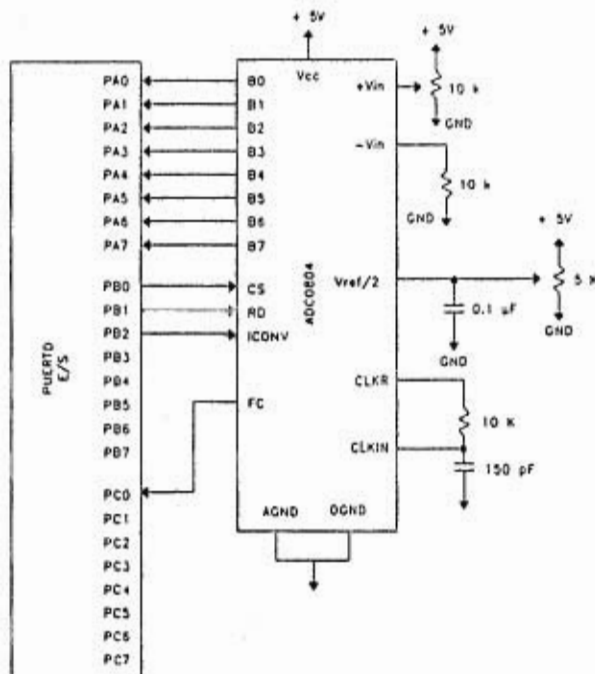 PUERTO
E/S
PA0
PA1
PA2
PA3
PA4
PA5
PA6
PA7
PB0
PB1
PB2
PB3
PB4
PB5
PB6
PB7
PC0
PC1
PC2
PC3
PC4
PC5
PC6
PC7
+ 5V
Vcc
B0
B1
B2
B3
B4
B5
B6
B7
CS
RD
ICONV
FC
ADC0804
+Vin
-Vin
Vref/2
CLKR
CLKIN
AGND
DGND
+ 5V
10 k
GND
10 k
GND
+ 5V
5 K
GND
0.1 uF
GND
10 K
150 pF